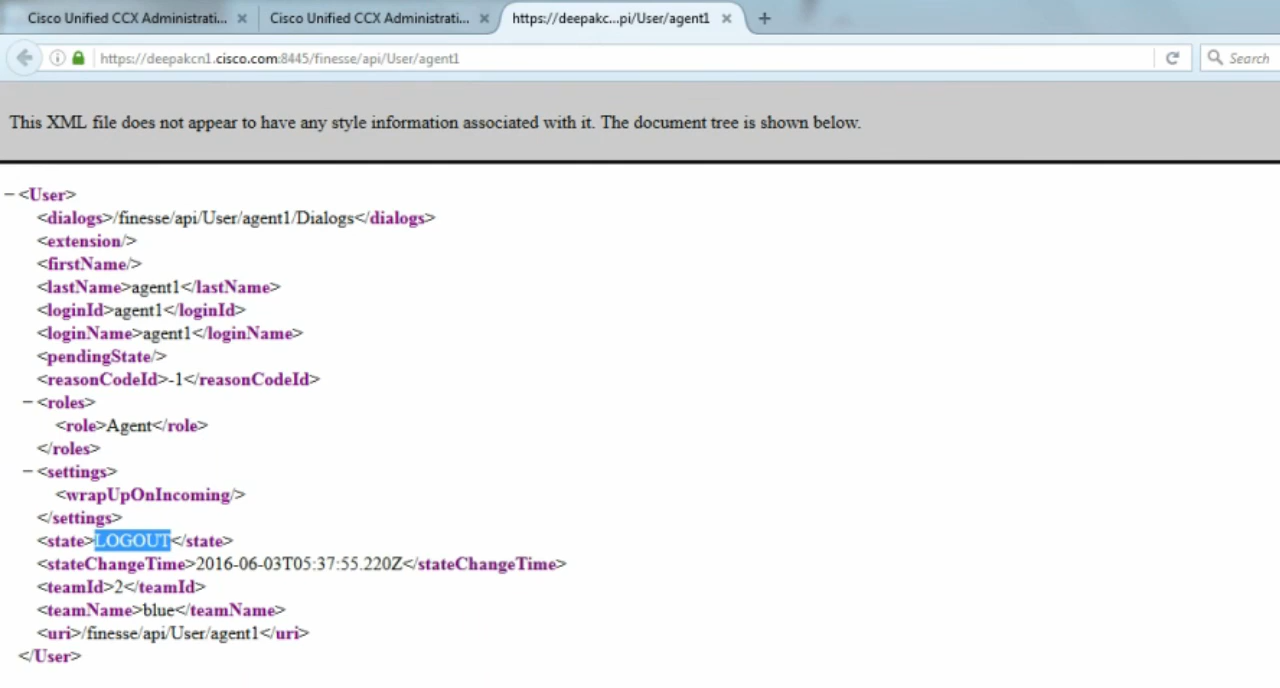 Cisco Unified CCX Administrati... × Cisco Unified CCX Administrati... × https://deepakc...pi/User/agent1 × +
https://deepakcn1.cisco.com:8445/finesse/api/User/agent1 Search
This XML file does not appear to have any style information associated with it. The document tree is shown below.
−<User>
<dialogs>/finesse/api/User/agent1/Dialogs</dialogs>
<extension/>
<firstName/>
<lastName>agent1</lastName>
<loginId>agent1</loginId>
<loginName>agent1</loginName>
<pendingState/>
<reasonCodeId>-1</reasonCodeId>
−<roles>
<role>Agent</role>
</roles>
−<settings>
<wrapUpOnIncoming/>
</settings>
<state>LOGOUT</state>
<stateChangeTime>2016-06-03T05:37:55.220Z</stateChangeTime>
<teamId>2</teamId>
<teamName>blue</teamName>
<uri>/finesse/api/User/agent1</uri>
</User>